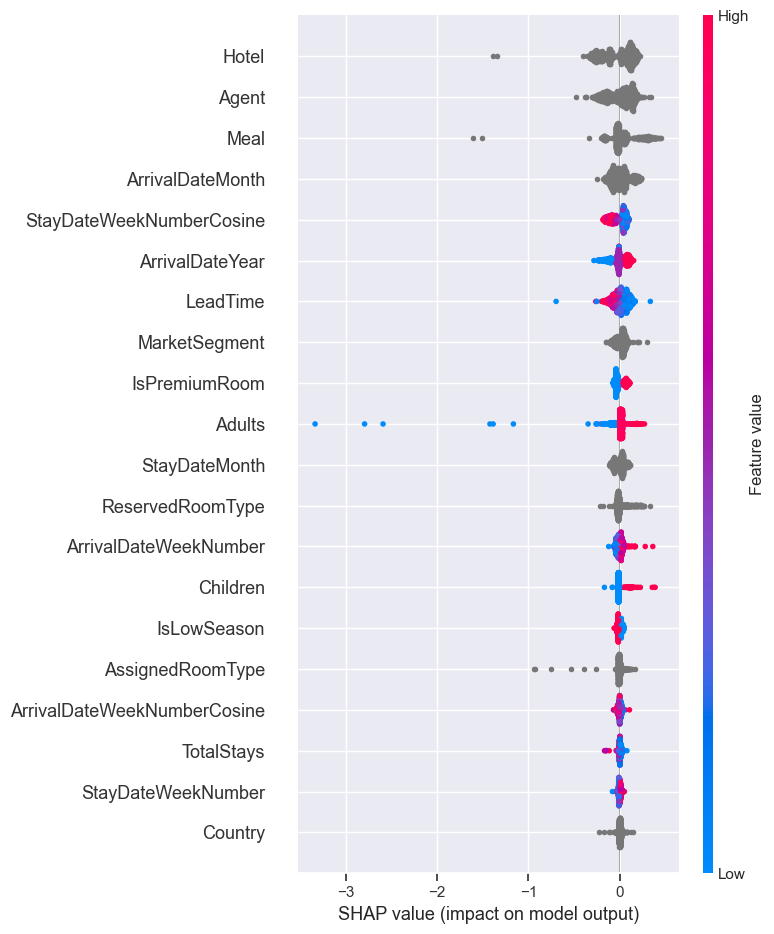 High
Hotel
Agent
Meal
ArrivalDateMonth
StayDateWeekNumberCosine
ArrivalDateYear
LeadTime
MarketSegment
IsPremiumRoom
Adults
StayDateMonth
ReservedRoomType
ArrivalDateWeekNumber
Children
IsLowSeason
AssignedRoomType
ArrivalDateWeekNumberCosine
TotalStays
StayDateWeekNumber
Country
Feature value
Low
−3 −2 −1 0
SHAP value (impact on model output)